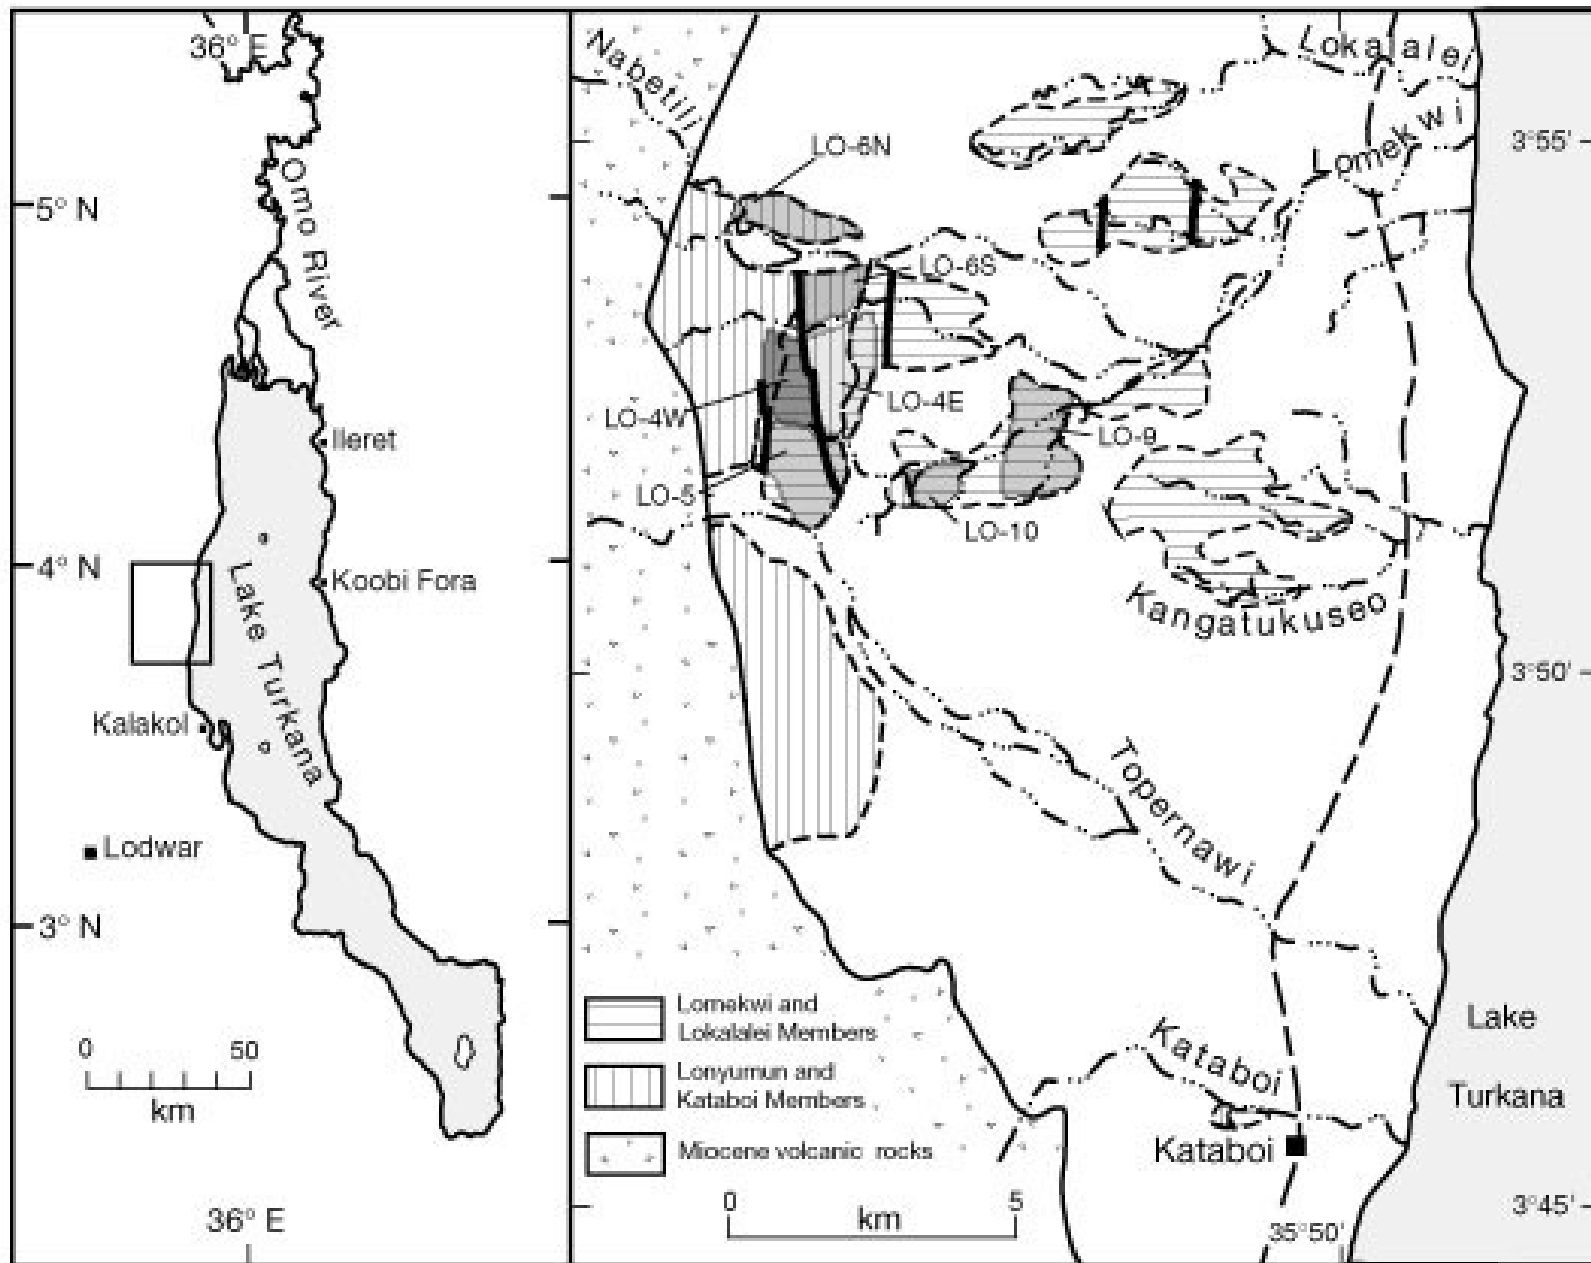 36° E
Omo River
5° N
Ileret
4° N
Koobi Fora
Lake Turkana
Kalakol
Lodwar
3° N
0 50
km
36° E
Nabetili
Lokalalei
Lomekwi
3°55'
LO-6N
LO-6S
LO-4W
LO-4E
LO-9
LO-5
LO-10
Kangatukuseo
3°50'
Topernawi
Lomekwi and
Lokalalei Members
Lonyumun and
Kataboi Members
Miocene volcanic rocks
Lake
Turkana
Kataboi
Kataboi
0 5
km
35°50'
3°45'